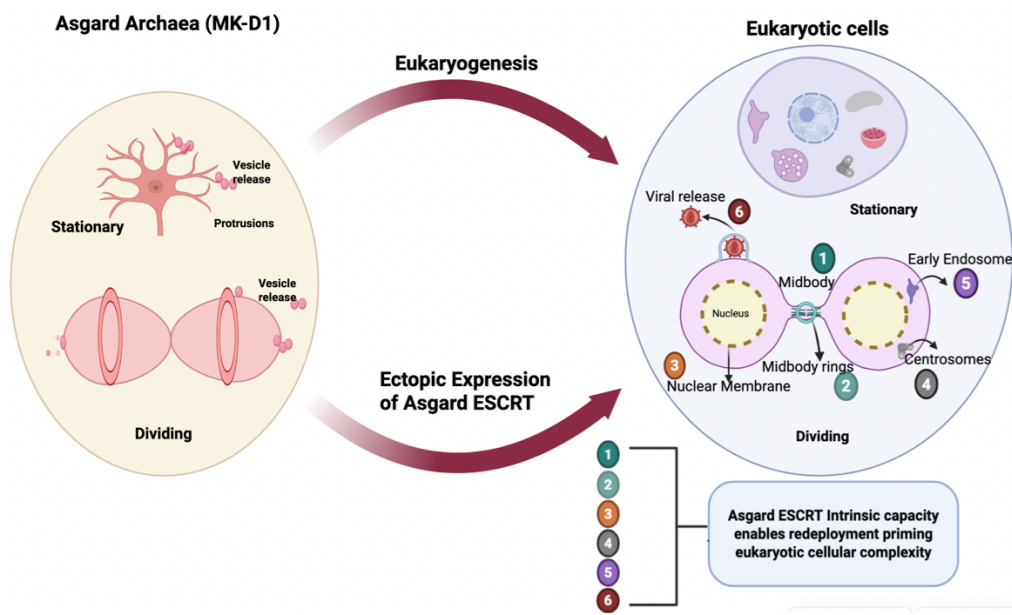 Asgard Archaea (MK-D1)
Vesicle
release
Stationary
Protrusions
Vesicle
release
Dividing
Eukaryogenesis
Ectopic Expression
of Asgard ESCRT
Eukaryotic cells
Stationary
Viral release
6
1
Midbody
Early Endosome
5
Nucleus
3
Nuclear Membrane
Midbody rings
2
Centrosomes
4
Dividing
1
2
3
4
5
6
Asgard ESCRT Intrinsic capacity
enables redeployment priming
eukaryotic cellular complexity